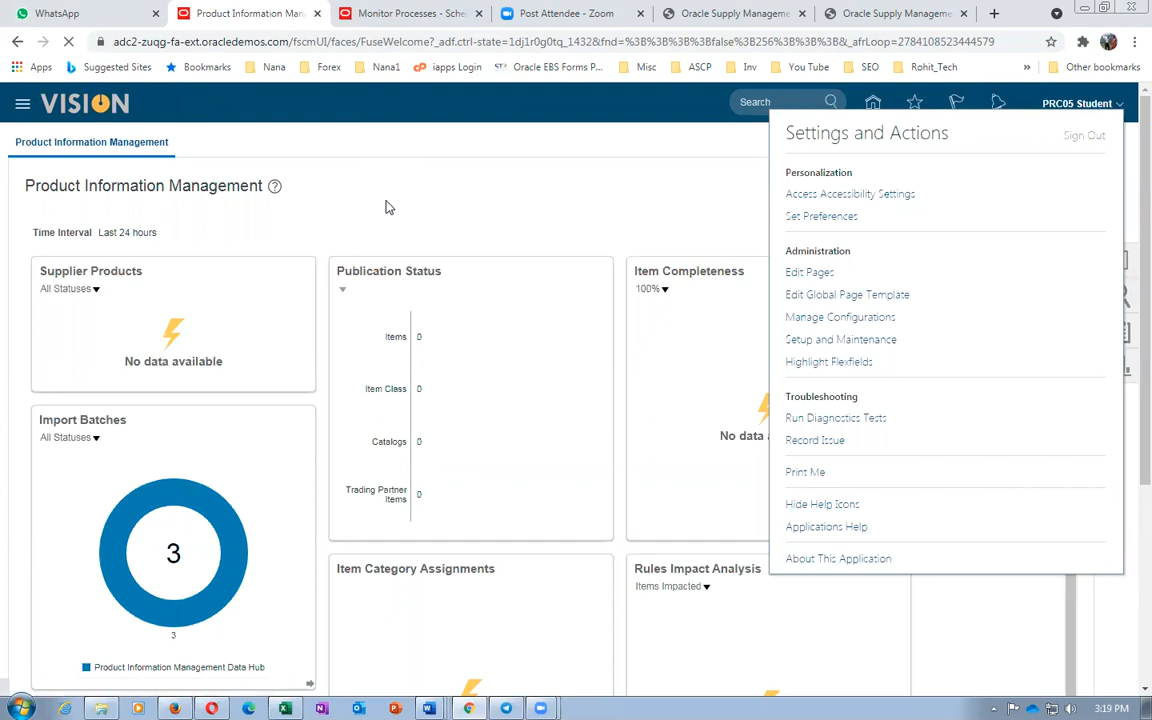 WhatsApp
Product Information Man
Monitor Processes - Sche
Post Attendee - Zoom
Oracle Supply Manageme
Oracle Supply Manageme
adc2-zuqg-fa-ext.oracledemos.com/fscmUI/faces/FuseWelcome?_adf.ctrl-state=1dj1r0g0tq_1432&fnd=%3B%3B%3B%3Bfalse%3B256%3B%3B%3B&_afrLoop=2784108523444579
Apps
Suggested Sites
Bookmarks
Nana
Forex
Nana1
iapps Login
Oracle EBS Forms P...
Misc
ASCP
Inv
You Tube
SEO
Rohit_Tech
»
Other bookmarks
VISION
Search
PRC05 Student
Product Information Management
Product Information Management
Time Interval Last 24 hours
Supplier Products
All Statuses
No data available
Import Batches
All Statuses
3
3
Product Information Management Data Hub
Publication Status
Items 0
Item Class 0
Catalogs 0
Trading Partner
Items 0
Item Category Assignments
Item Completeness
100%
No data a
Rules Impact Analysis
Items Impacted
Settings and Actions
Sign Out
Personalization
Access Accessibility Settings
Set Preferences
Administration
Edit Pages
Edit Global Page Template
Manage Configurations
Setup and Maintenance
Highlight Flexfields
Troubleshooting
Run Diagnostics Tests
Record Issue
Print Me
Hide Help Icons
Applications Help
About This Application
3:19 PM